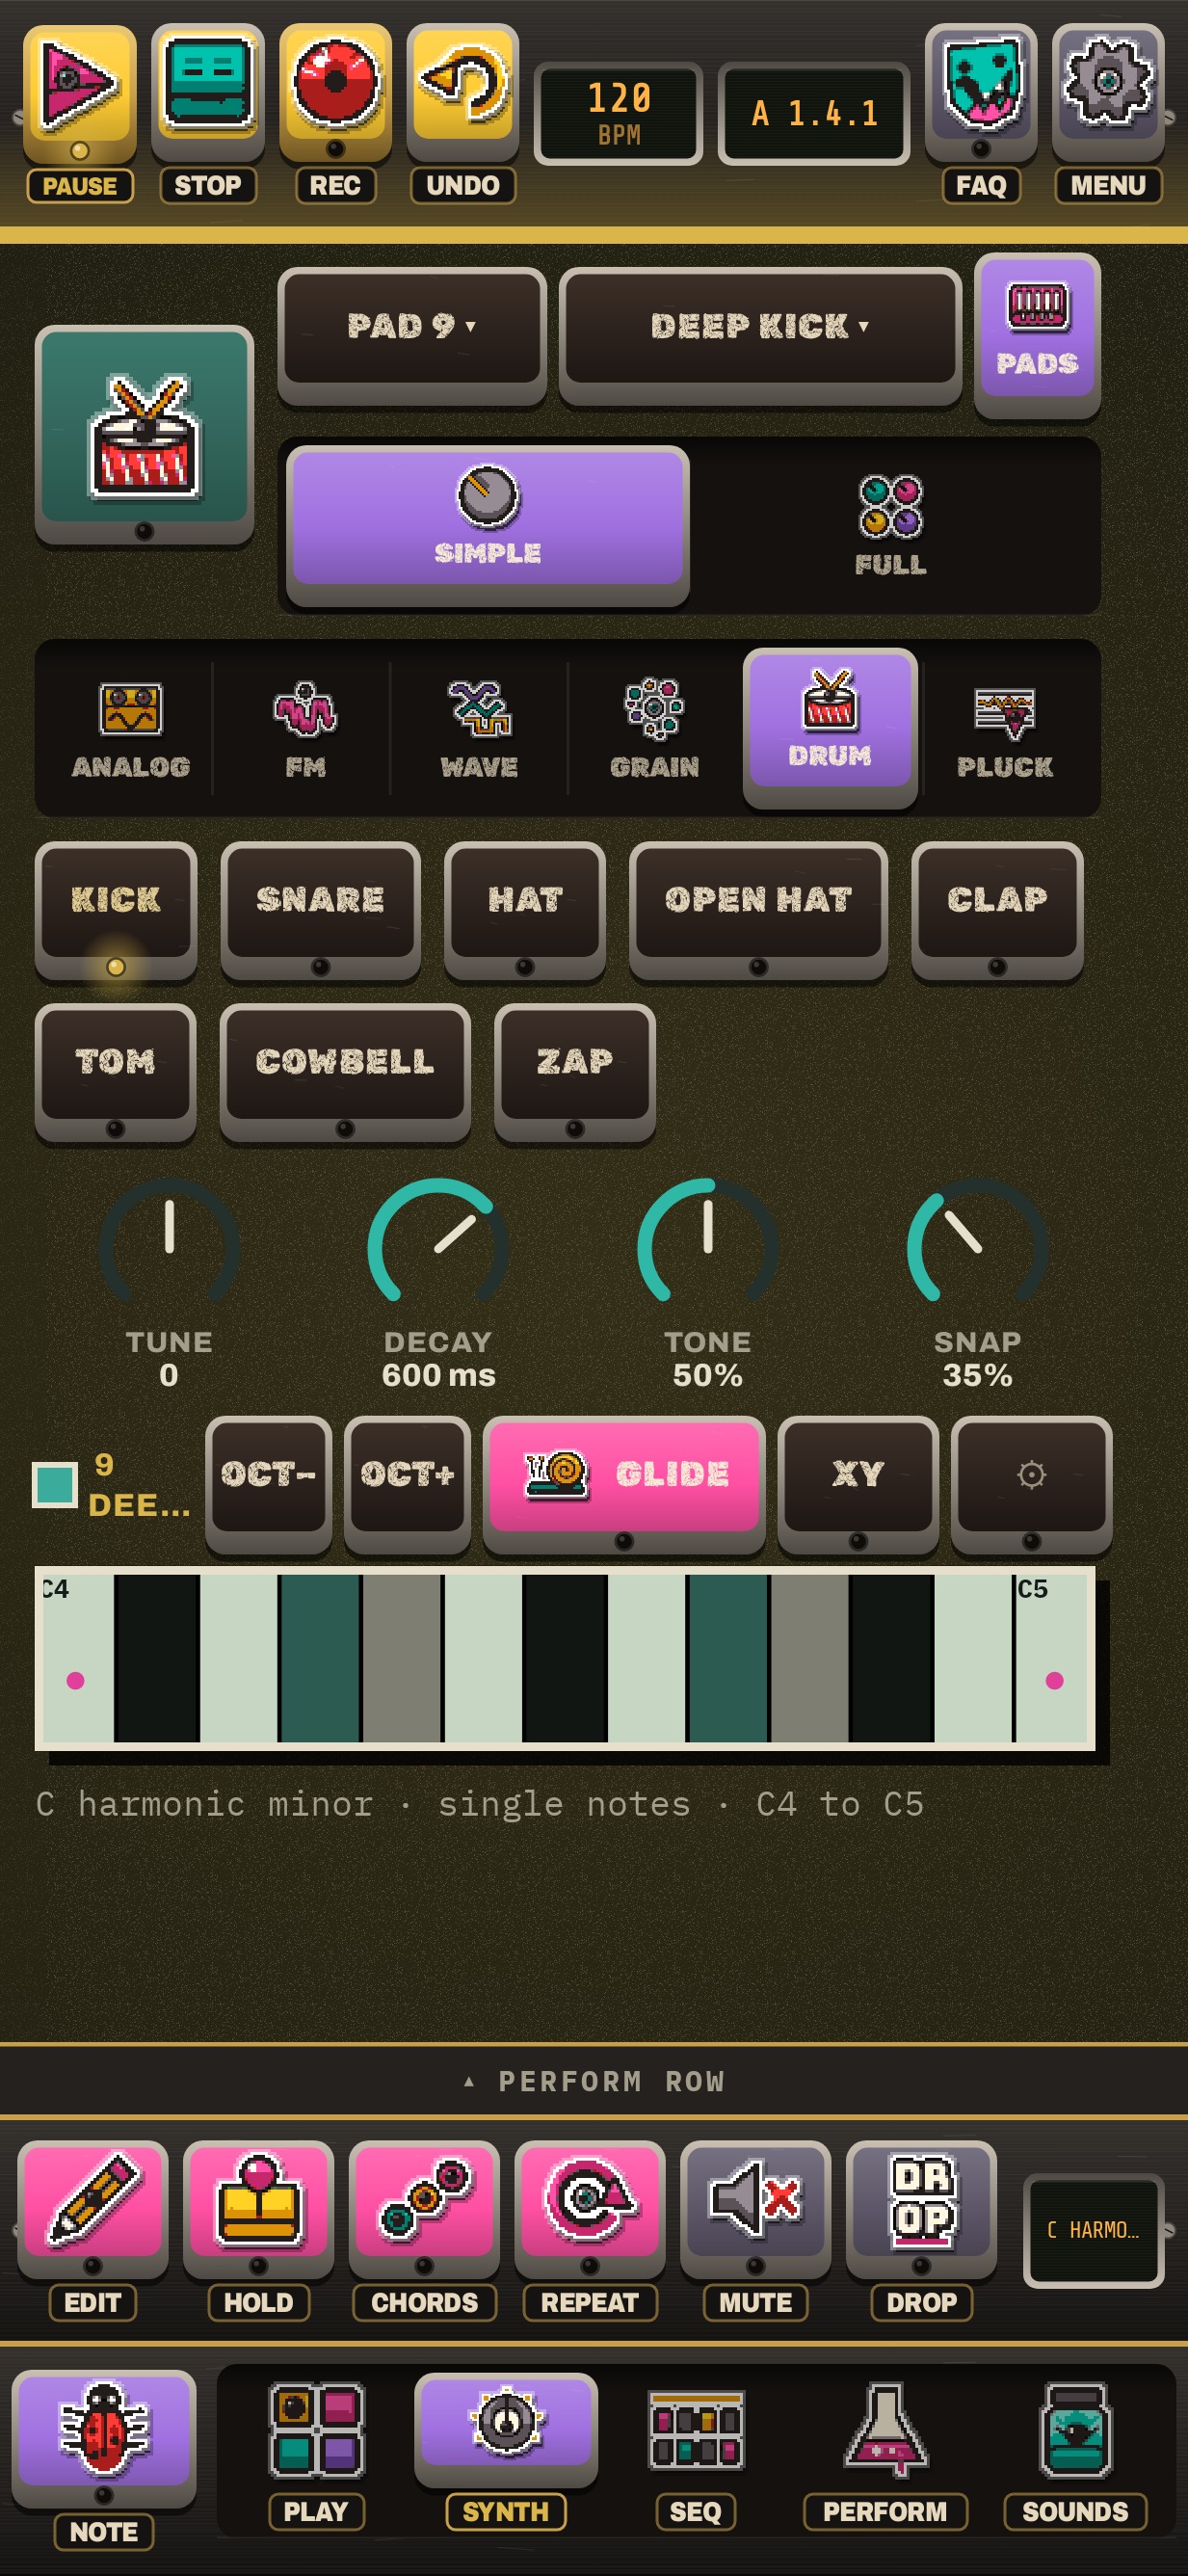 PAUSE
STOP
REC
UNDO
120
BPM
A 1.4.1
FAQ
MENU
PAD 9 ▾
DEEP KICK ▾
PADS
SIMPLE
FULL
ANALOG
FM
WAVE
GRAIN
DRUM
PLUCK
KICK
SNARE
HAT
OPEN HAT
CLAP
TOM
COWBELL
ZAP
TUNE
0
DECAY
600 ms
TONE
50%
SNAP
35%
9
DEE...
OCT-
OCT+
GLIDE
XY
C4
C5
C harmonic minor · single notes · C4 to C5
▴ PERFORM ROW
DR
OP
EDIT
HOLD
CHORDS
REPEAT
MUTE
DROP
C HARMO...
NOTE
PLAY
SYNTH
SEQ
PERFORM
SOUNDS